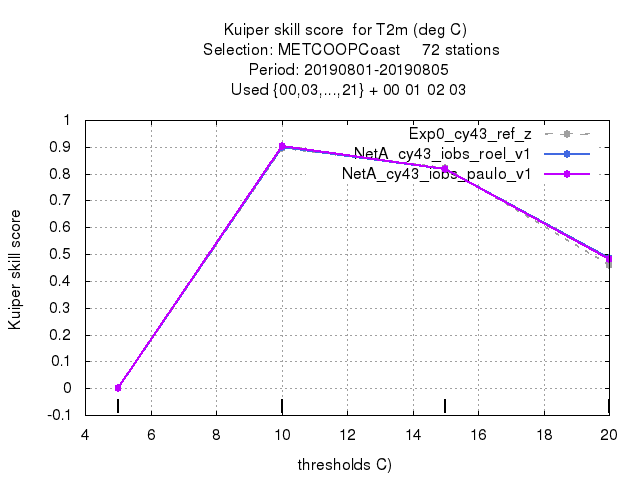 Kuiper skill score  for T2m (deg C)
Selection: METCOOPCoast     72 stations
Period: 20190801-20190805
Used {00,03,...,21} + 00 01 02 03
Exp0_cy43_ref_z
NetA_cy43_iobs_roel_v1
NetA_cy43_iobs_paulo_v1
Kuiper skill score
1
0.9
0.8
0.7
0.6
0.5
0.4
0.3
0.2
0.1
0
-0.1
4 6 8 10 12 14 16 18 20
thresholds C)